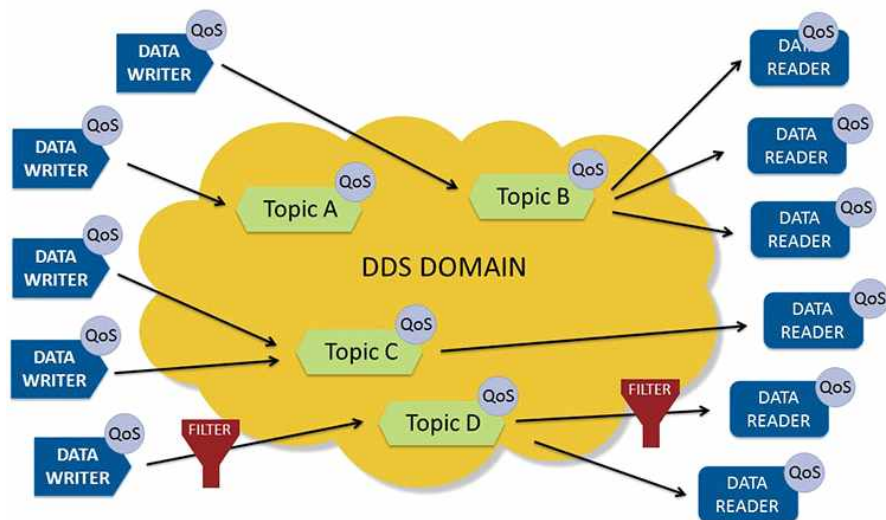 QoS
DATA
WRITER
QoS
DATA
READER
QoS
DATA
WRITER
QoS
DATA
READER
QoS
Topic A
QoS
Topic B
QoS
DATA
READER
QoS
DATA
WRITER
DDS DOMAIN
QoS
DATA
READER
QoS
DATA
WRITER
QoS
Topic C
QoS
DATA
READER
QoS
DATA
WRITER
FILTER
QoS
Topic D
FILTER
QoS
DATA
READER